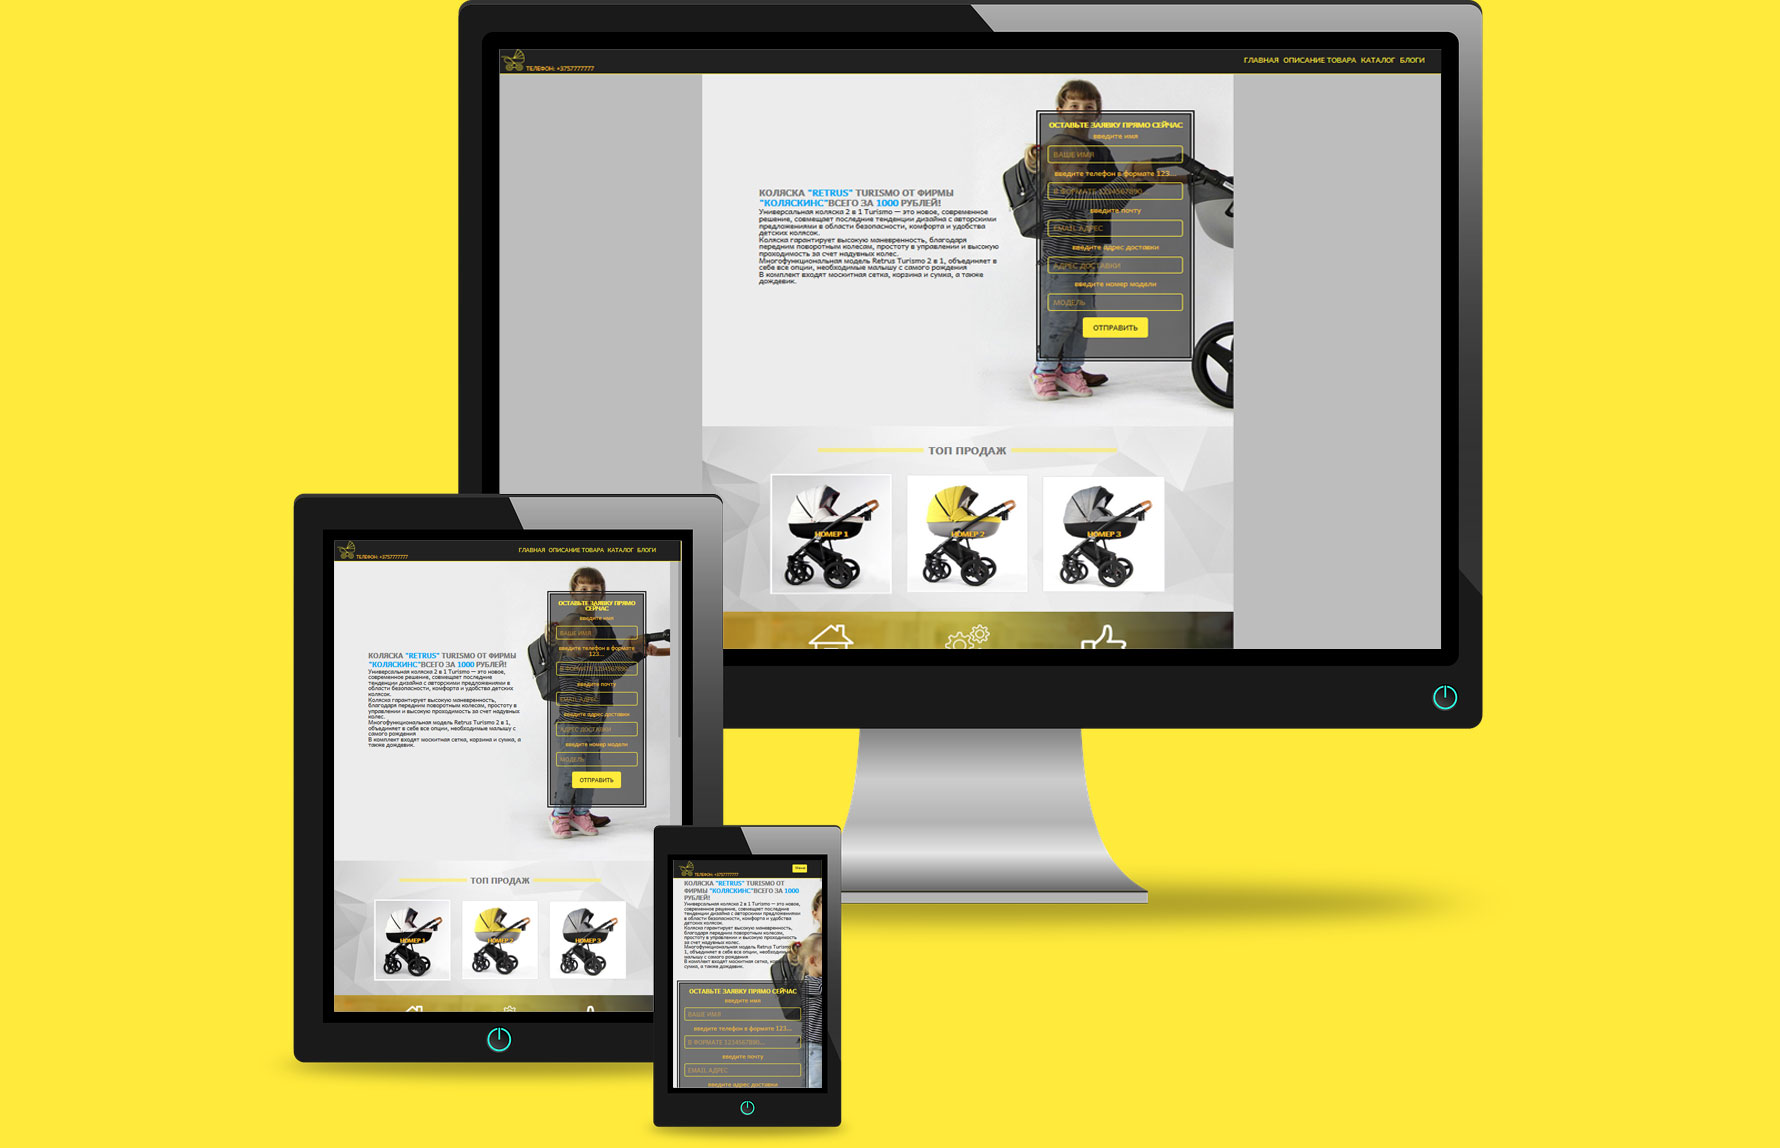 ТЕЛЕФОН: +3757777777
ГЛАВНАЯ ОПИСАНИЕ ТОВАРА КАТАЛОГ БЛОГИ
КОЛЯСКА "RETRUS" TURISMO ОТ ФИРМЫ
"КОЛЯСКИНС"ВСЕГО ЗА 1000 РУБЛЕЙ!
Универсальная коляска 2 в 1 Turismo — это новое, современное
решение, совмещает последние тенденции дизайна с авторскими
предложениями в области безопасности, комфорта и удобства
детских колясок.
Коляска гарантирует высокую маневренность, благодаря
передним поворотным колесам, простоту в управлении и высокую
проходимость за счет надувных колес.
Многофункциональная модель Retrus Turismo 2 в 1, объединяет в
себе все опции, необходимые малышу с самого рождения
В комплект входят москитная сетка, корзина и сумка, а также
дождевик.
ОСТАВЬТЕ ЗАЯВКУ ПРЯМО СЕЙЧАС
введите имя
ВАШЕ ИМЯ
введите телефон в формате 123...
В ФОРМАТЕ 1234567890...
введите почту
EMAIL АДРЕС
введите адрес доставки
АДРЕС ДОСТАВКИ
введите номер модели
МОДЕЛЬ
ОТПРАВИТЬ
ТОП ПРОДАЖ
НОМЕР 1
НОМЕР 2
НОМЕР 3
ТЕЛЕФОН: +3757777777
ГЛАВНАЯ ОПИСАНИЕ ТОВАРА КАТАЛОГ БЛОГИ
КОЛЯСКА "RETRUS" TURISMO ОТ ФИРМЫ
"КОЛЯСКИНС"ВСЕГО ЗА 1000 РУБЛЕЙ!
Универсальная коляска 2 в 1 Turismo — это новое,
современное решение, совмещает последние
тенденции дизайна с авторскими предложениями в
области безопасности, комфорта и удобства детских
колясок.
Коляска гарантирует высокую маневренность,
благодаря передним поворотным колесам, простоту в
управлении и высокую проходимость за счет надувных
колес.
Многофункциональная модель Retrus Turismo 2 в 1,
объединяет в себе все опции, необходимые малышу с
самого рождения
В комплект входят москитная сетка, корзина и сумка, а
также дождевик.
ОСТАВЬТЕ ЗАЯВКУ ПРЯМО
СЕЙЧАС
введите имя
ВАШЕ ИМЯ
введите телефон в формате
123...
В ФОРМАТЕ 1234567890...
введите почту
EMAIL АДРЕС
введите адрес доставки
АДРЕС ДОСТАВКИ
введите номер модели
МОДЕЛЬ
ОТПРАВИТЬ
ТОП ПРОДАЖ
НОМЕР 1
НОМЕР 2
НОМЕР 3
ТЕЛЕФОН: +3757777777
КОЛЯСКА "RETRUS" TURISMO ОТ
ФИРМЫ "КОЛЯСКИНС"ВСЕГО ЗА 1000
РУБЛЕЙ!
Универсальная коляска 2 в 1 Turismo — это новое,
современное решение, совмещает последние
тенденции дизайна с авторскими предложениями
в области безопасности, комфорта и удобства
детских колясок.
Коляска гарантирует высокую маневренность,
благодаря передним поворотным колесам,
простоту в управлении и высокую проходимость
за счет надувных колес.
Многофункциональная модель Retrus Turismo
1, объединяет в себе все опции, необходимы
малышу с самого рождения
В комплект входят москитная сетка,
сумка, а также дождевик.
ОСТАВЬТЕ ЗАЯВКУ ПРЯМО СЕЙЧАС
введите имя
ВАШЕ ИМЯ
введите телефон в формате 123...
В ФОРМАТЕ 1234567890...
введите почту
EMAIL АДРЕС
введите адрес доставки